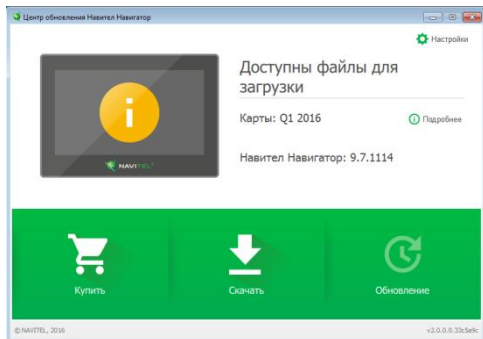 Центр обновления Навител Навигатор
Настройки
Доступны файлы для
загрузки
Карты: Q1 2016
Подробнее
NAVITEL
Навител Навигатор: 9.7.1114
Купить
Скачать
Обновление
© NAVITEL, 2016
v2.0.0.0.33c5e9c